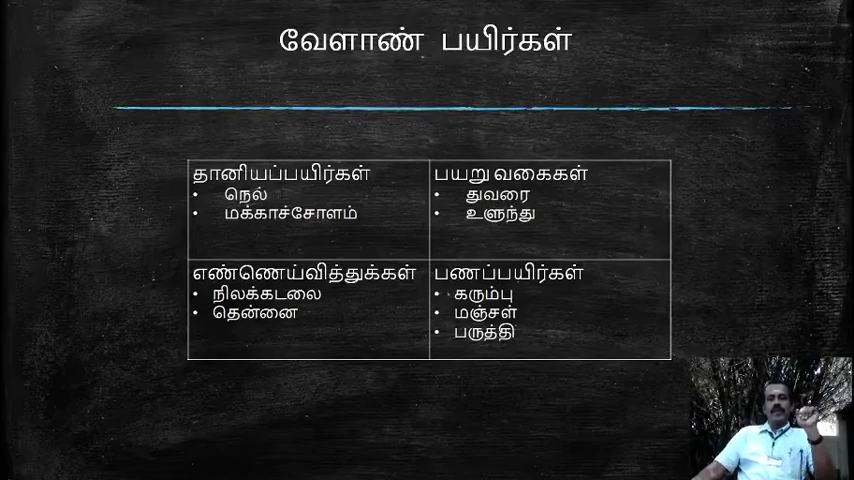 வேளாண் பயிர்கள்
தானியப்பயிர்கள்
• நெல்
• மக்காச்சோளம்
பயறு வகைகள்
• துவரை
• உளுந்து
எண்ணெய்வித்துக்கள்
• நிலக்கடலை
• தென்னை
பணப்பயிர்கள்
• கரும்பு
• மஞ்சள்
• பருத்தி